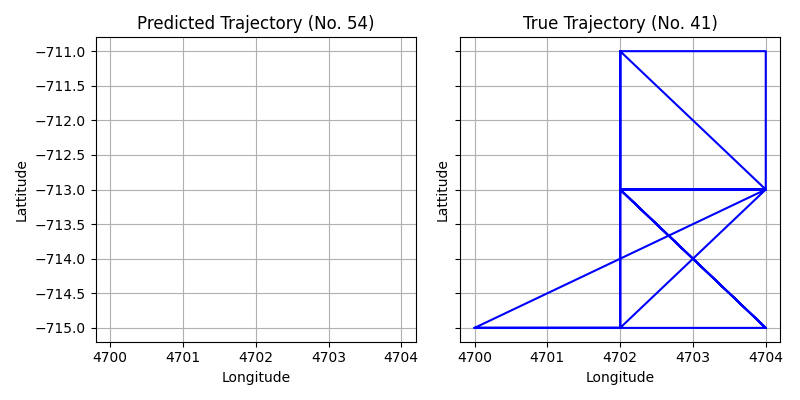 Predicted Trajectory (No. 54)
True Trajectory (No. 41)
−711.0
−711.5
−712.0
−712.5
−713.0
−713.5
−714.0
−714.5
−715.0
Lattitude
Lattitude
4700 4701 4702 4703 4704
4700 4701 4702 4703 4704
Longitude
Longitude